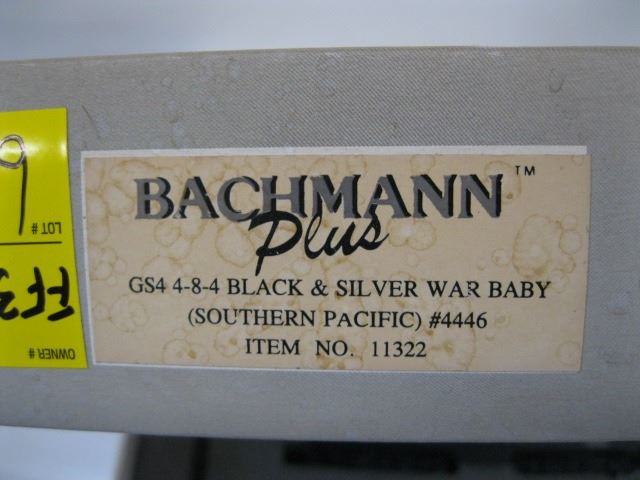 BACHMANN™
Plus
GS4 4-8-4 BLACK & SILVER WAR BABY
(SOUTHERN PACIFIC) #4446
ITEM NO. 11322
LOT #
OWNER #